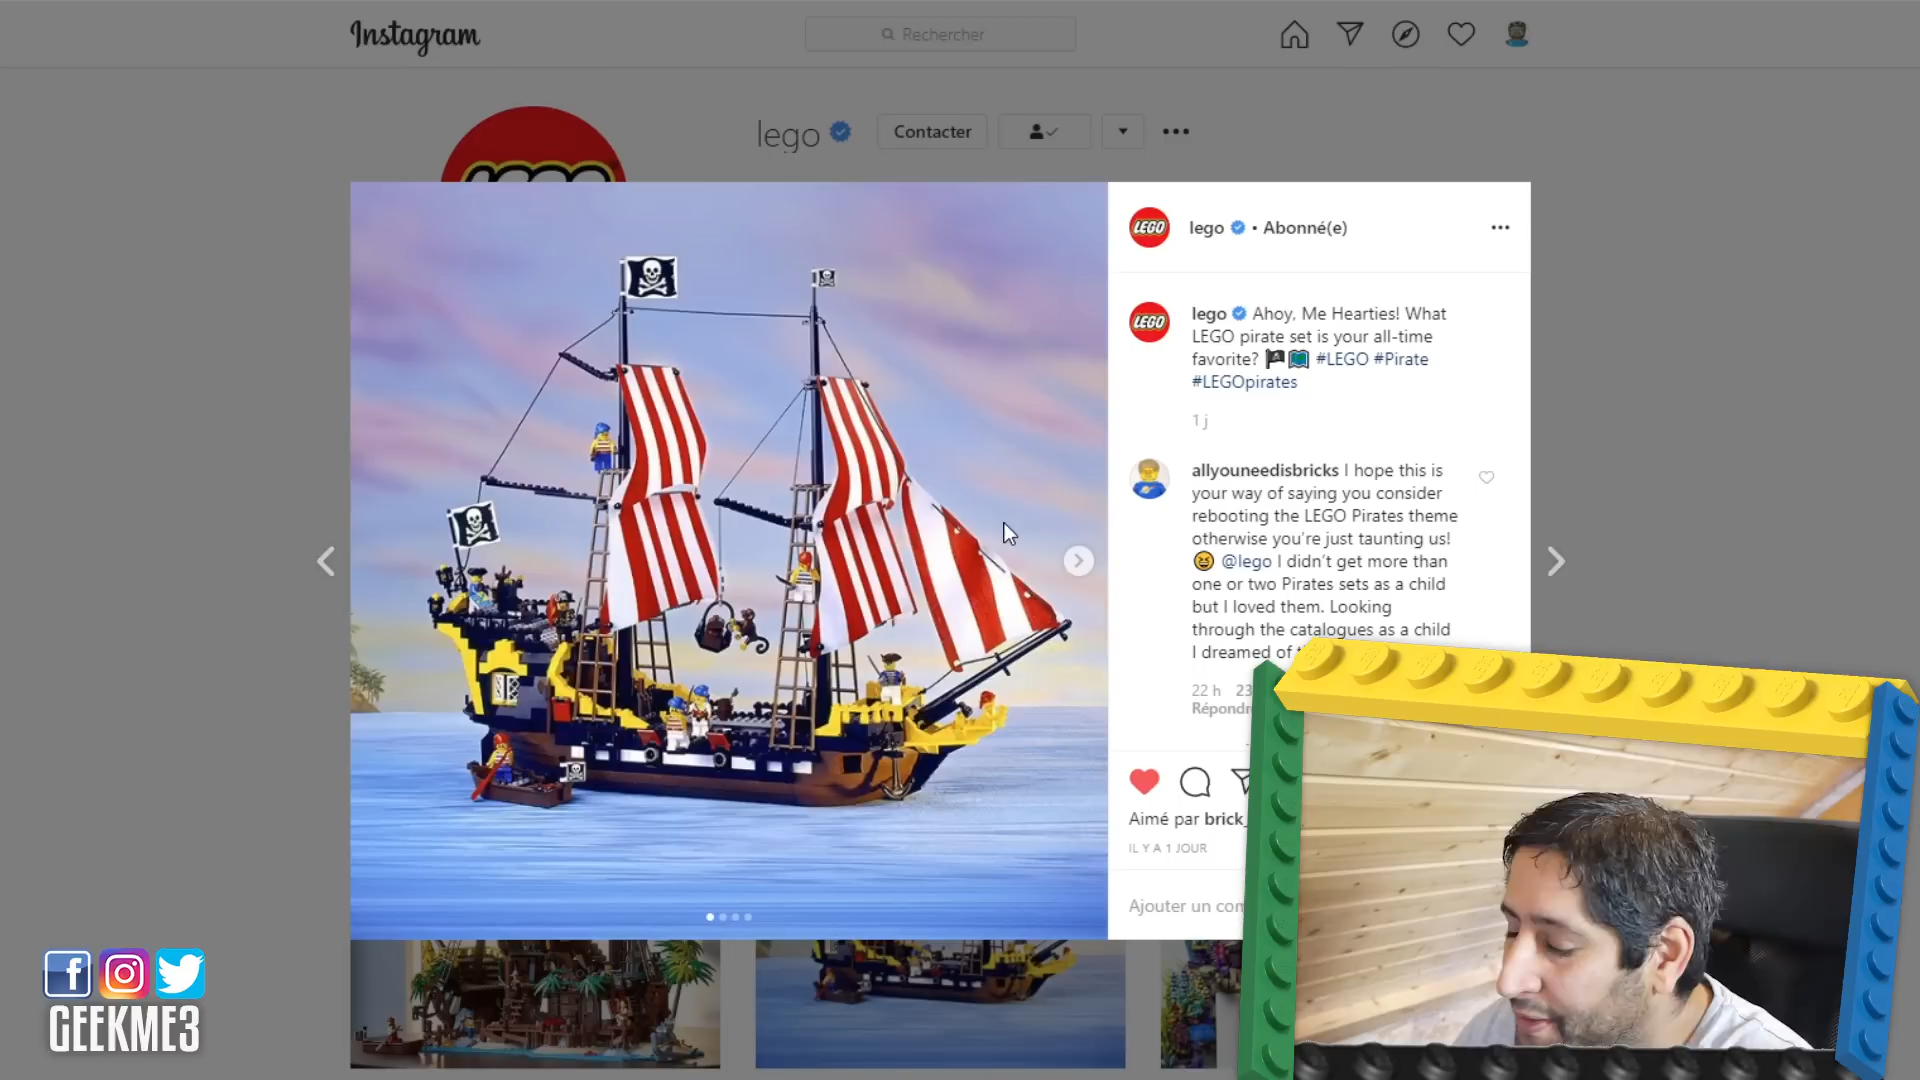 Instagram
Rechercher
lego
Contacter
LEGO
lego • Abonné(e)
LEGO
lego Ahoy, Me Hearties! What
LEGO pirate set is your all-time
favorite? #LEGO #Pirate
#LEGOpirates
1 j
allyouneedisbricks I hope this is
your way of saying you consider
rebooting the LEGO Pirates theme
otherwise you're just taunting us!
@lego I didn't get more than
one or two Pirates sets as a child
but I loved them. Looking
through the catalogues as a child
I dreamed of
22 h 23
Répondre
Aimé par brick_
IL Y A 1 JOUR
Ajouter un com
GEEKME3